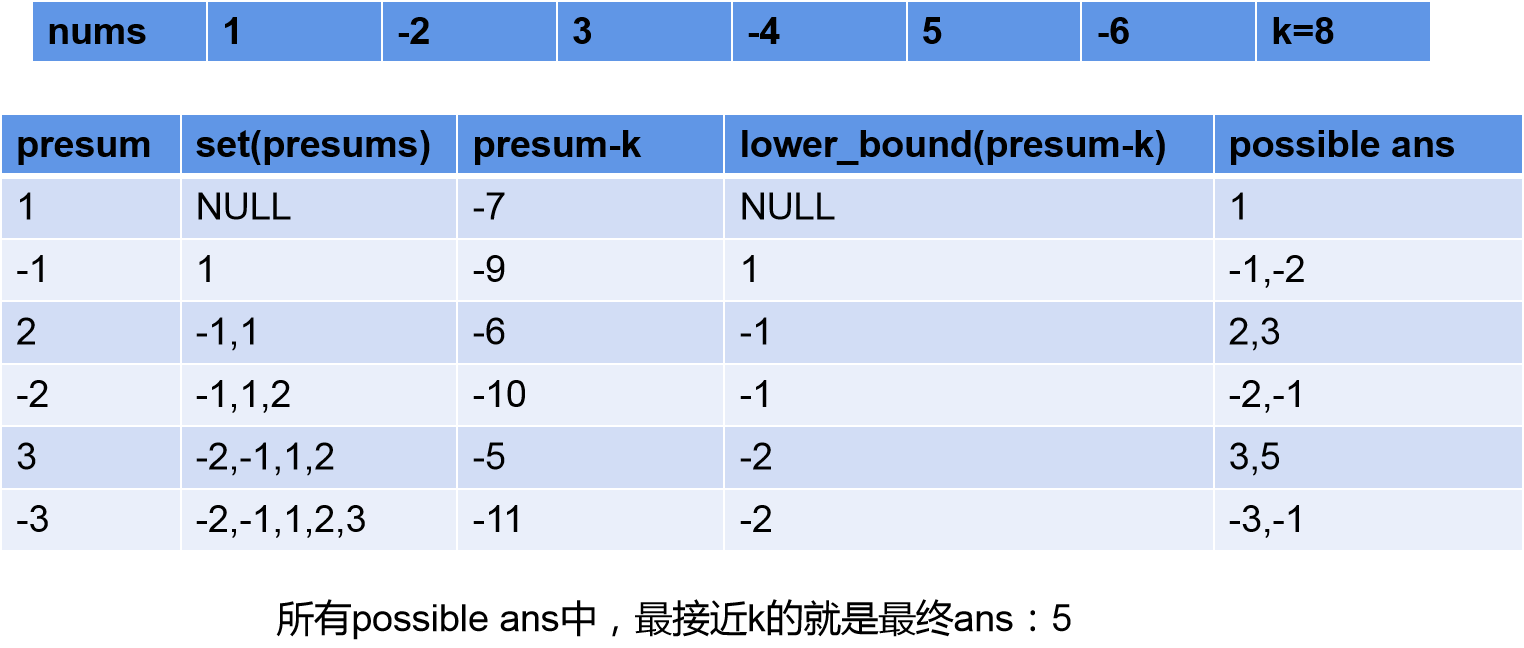 nums 1 -2 3 -4 5 -6 k=8
presum set(presums) presum-k lower_bound(presum-k) possible ans
1 NULL -7 NULL 1
-1 1 -9 1 -1,-2
2 -1,1 -6 -1 2,3
-2 -1,1,2 -10 -1 -2,-1
3 -2,-1,1,2 -5 -2 3,5
-3 -2,-1,1,2,3 -11 -2 -3,-1
所有possible ans中，最接近k的就是最终ans：5